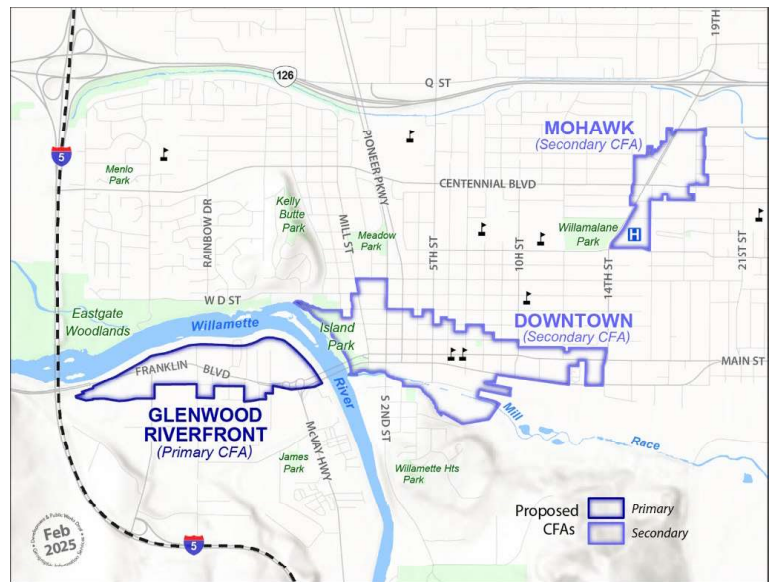 19TH
126
Q ST
MOHAWK
(Secondary CFA)
PIONEER PKWY
5
Menlo
Park
CENTENNIAL BLVD
Kelly
Butte
Park
RAINBOW DR
MILL ST
Meadow
Park
5TH ST
10H ST
Willamalane
Park
H
14TH ST
21ST ST
W D ST
Eastgate
Woodlands
Willamette
Island
Park
DOWNTOWN
(Secondary CFA)
MAIN ST
FRANKLIN BLVD
River
GLENWOOD
RIVERFRONT
(Primary CFA)
S 2ND ST
Mill
Race
McVAY HWY
James
Park
Willamette Hts
Park
Proposed
CFAs
Primary
Secondary
Feb
2025
5